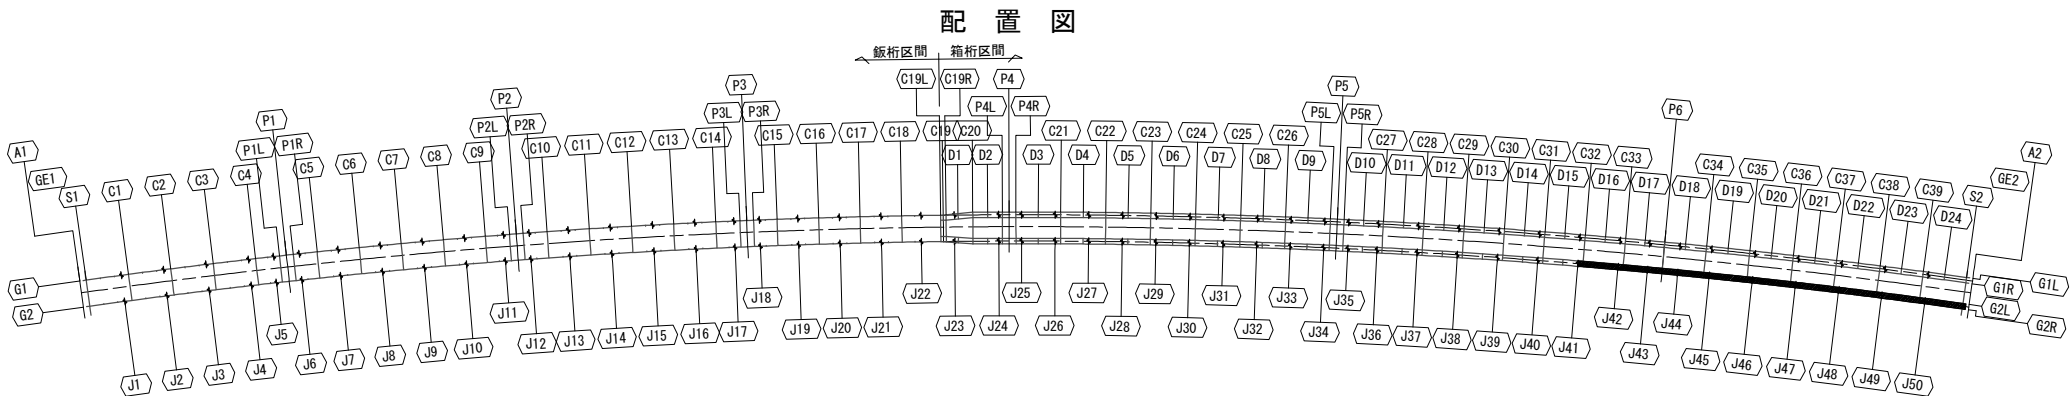 配 置 図
鈑桁区間 箱桁区間
C19L C19R P4
P4L P4R
P3 P3L P3R
P5 P5L P5R
P2 P2L P2R
P1 P1L P1R
P6
A1 GE1 S1
A2 GE2 S2
C1 C2 C3 C4 C5 C6 C7 C8 C9 C10 C11 C12 C13 C14 C15 C16 C17 C18 C19 C20 C21 C22 C23 C24 C25 C26 C27 C28 C29 C30 C31 C32 C33 C34 C35 C36 C37 C38 C39
D1 D2 D3 D4 D5 D6 D7 D8 D9 D10 D11 D12 D13 D14 D15 D16 D17 D18 D19 D20 D21 D22 D23 D24
G1 G1R G1L
G2 G2L G2R
J1 J2 J3 J4 J5 J6 J7 J8 J9 J10 J11 J12 J13 J14 J15 J16 J17 J18 J19 J20 J21 J22 J23 J24 J25 J26 J27 J28 J29 J30 J31 J32 J33 J34 J35 J36 J37 J38 J39 J40 J41 J42 J43 J44 J45 J46 J47 J48 J49 J50